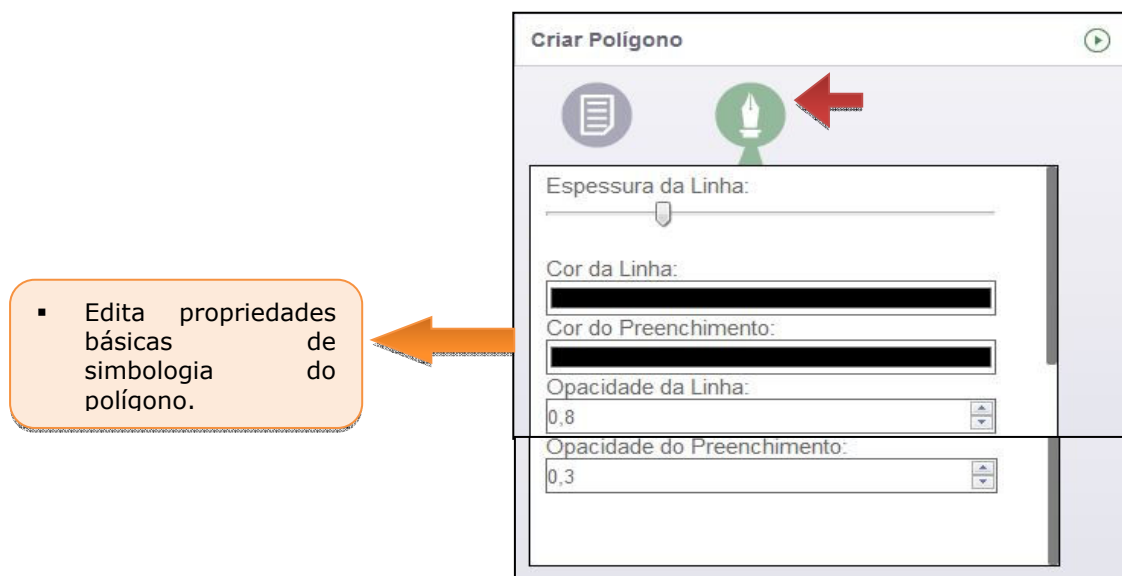 Criar Polígono
Espessura da Linha:
Cor da Linha:
Cor do Preenchimento:
Opacidade da Linha:
0,8
Opacidade do Preenchimento:
0,3
▪ Edita propriedades
básicas de
simbologia do
polígono.